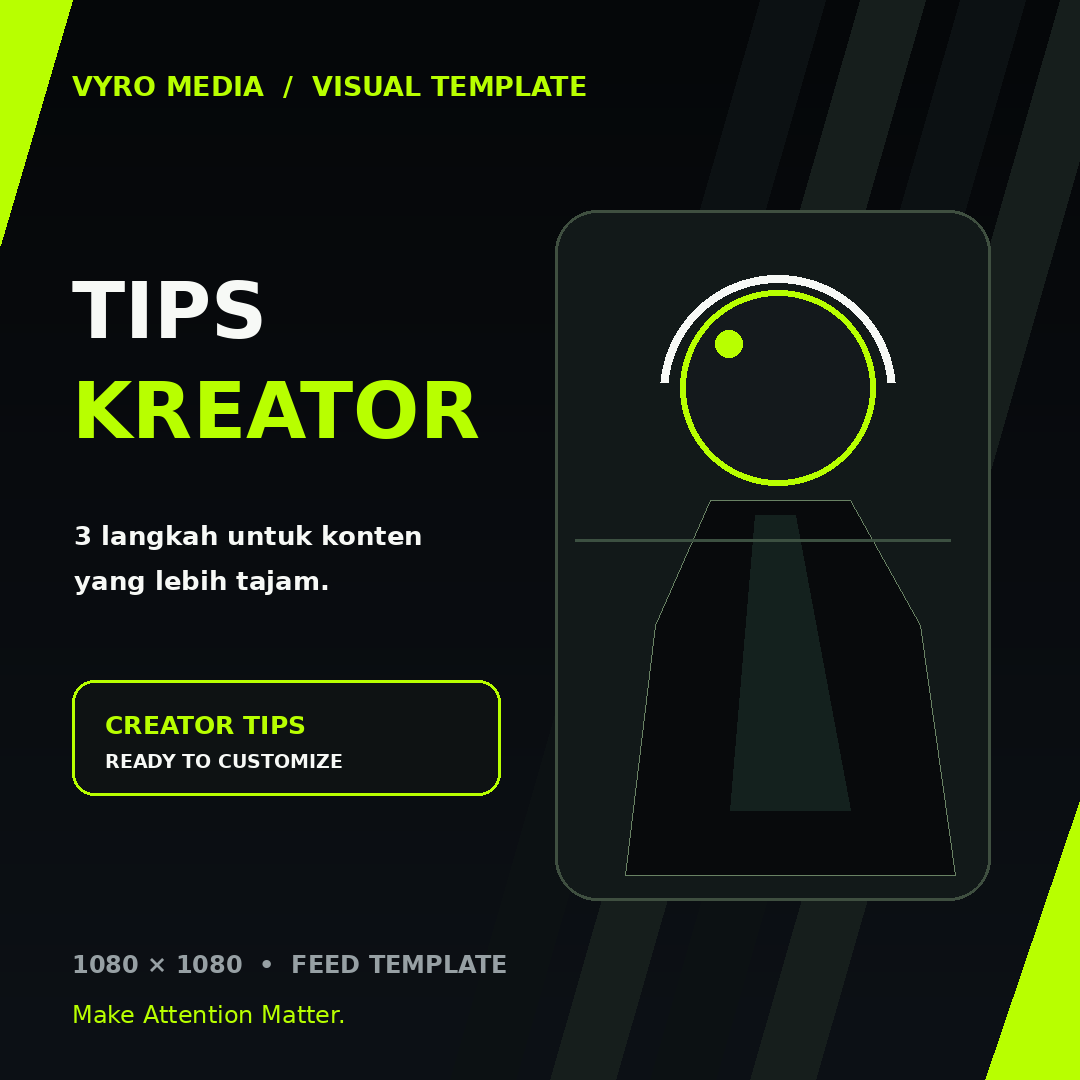 VYRO MEDIA / VISUAL TEMPLATE
TIPS
KREATOR
3 langkah untuk konten
yang lebih tajam.
CREATOR TIPS
READY TO CUSTOMIZE
1080 × 1080 • FEED TEMPLATE
Make Attention Matter.